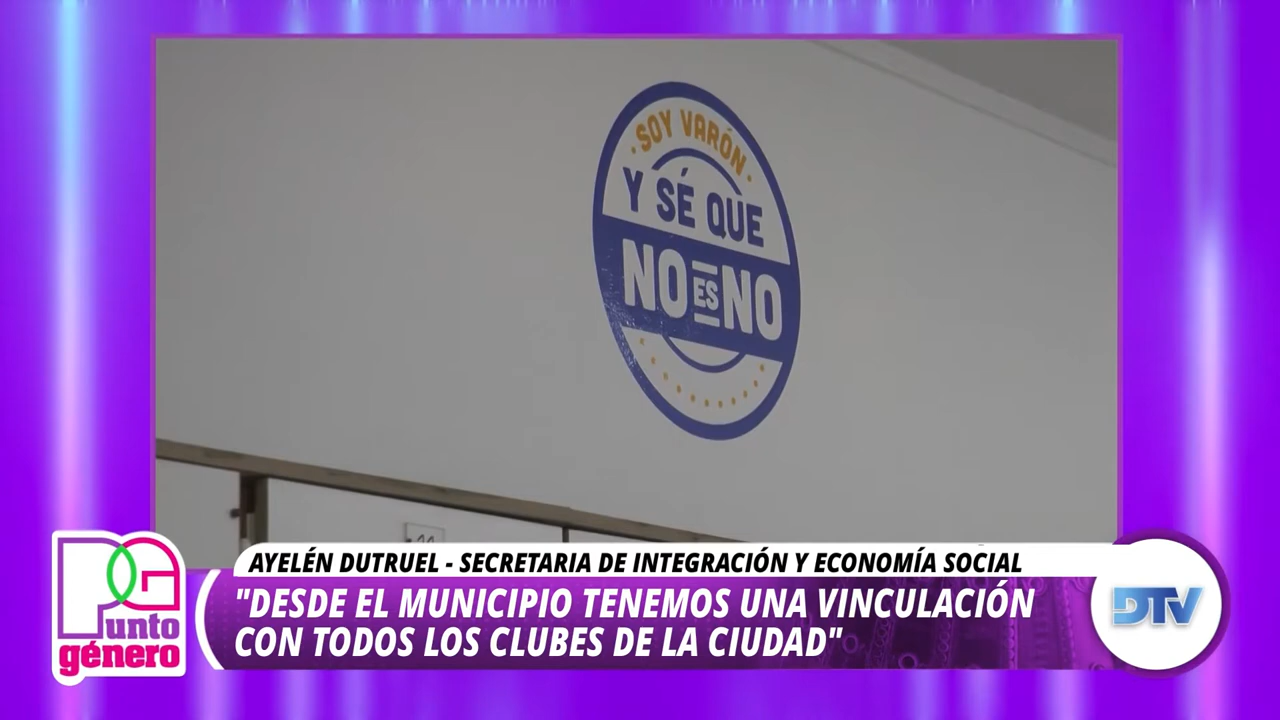 · SOY VARÓN ·
Y SÉ QUE
NO ES NO
AYELÉN DUTRUEL - SECRETARIA DE INTEGRACIÓN Y ECONOMÍA SOCIAL
"DESDE EL MUNICIPIO TENEMOS UNA VINCULACIÓN
CON TODOS LOS CLUBES DE LA CIUDAD"
Punto
género
DTV